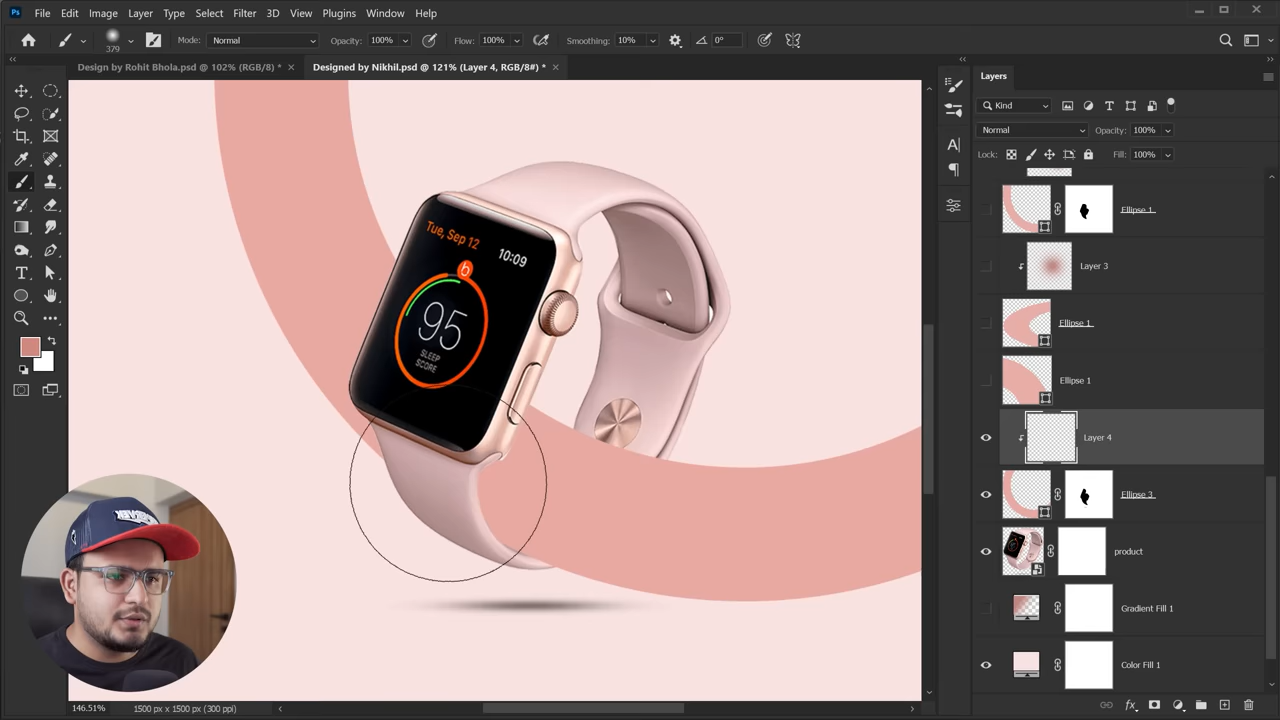 Ps File Edit Image Layer Type Select Filter 3D View Plugins Window Help
379 Mode: Normal Opacity: 100% Flow: 100% Smoothing: 10% 0°
Design by Rohit Bhola.psd @ 102% (RGB/8) * × Designed by Nikhil.psd @ 121% (Layer 4, RGB/8#) * ×
Layers
Kind
Normal Opacity: 100%
Lock: Fill: 100%
Ellipse 1
Layer 3
Ellipse 1
Ellipse 1
Layer 4
Ellipse 3
product
Gradient Fill 1
Color Fill 1
Tue, Sep 12
10:09
b
95
SLEEP
SCORE
146.51% 1500 px x 1500 px (300 ppi)
fx